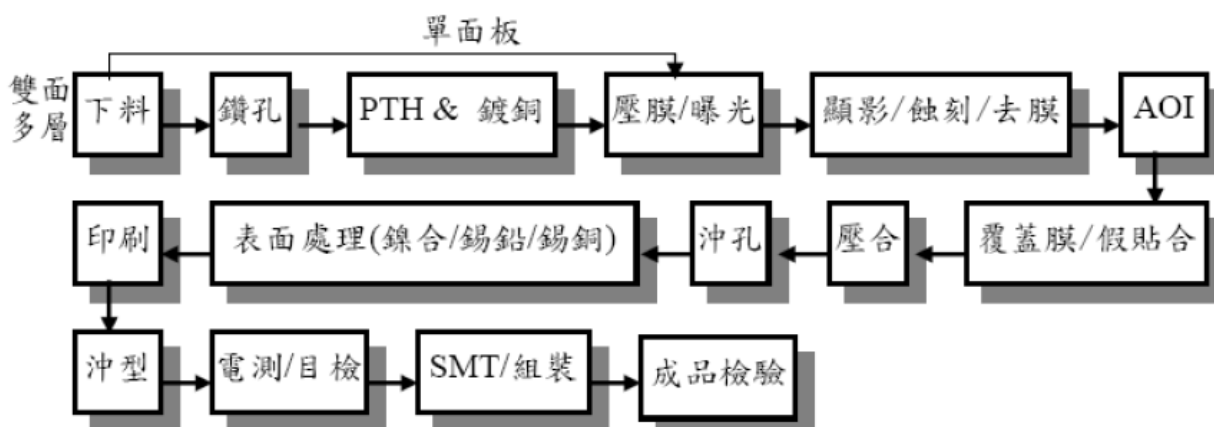 單面板
雙面
多層
下料
鑽孔
PTH & 鍍銅
壓膜/曝光
顯影/蝕刻/去膜
AOI
覆蓋膜/假貼合
壓合
沖孔
表面處理(鎳合/錫鉛/錫銅)
印刷
沖型
電測/目檢
SMT/組裝
成品檢驗